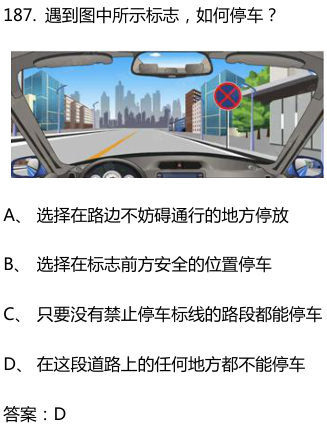 187. 遇到图中所示标志，如何停车？
A、 选择在路边不妨碍通行的地方停放
B、 选择在标志前方安全的位置停车
C、 只要没有禁止停车标线的路段都能停车
D、 在这段道路上的任何地方都不能停车
答案：D